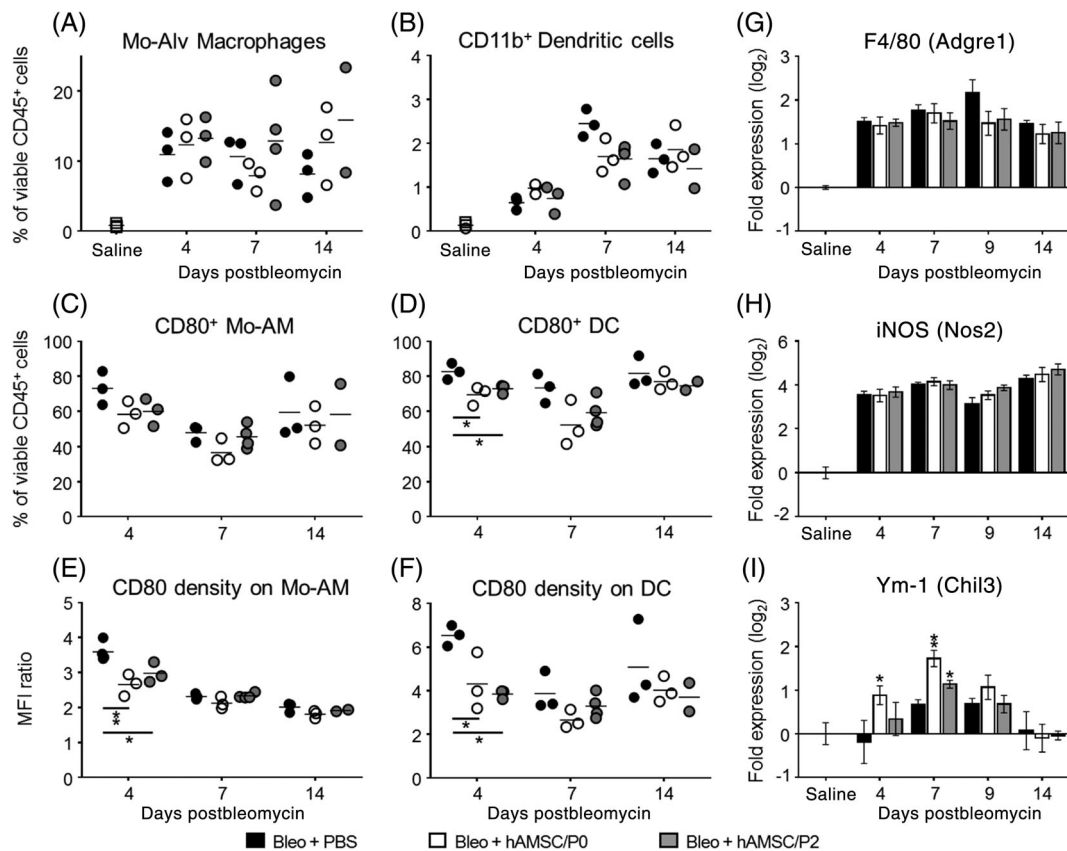 (A)
Mo-Alv Macrophages
% of viable CD45⁺ cells
20
15
10
5
0
Saline
4
7
14
Days postbleomycin
(B)
CD11b⁺ Dendritic cells
4
3
2
1
0
Saline
4
7
14
Days postbleomycin
(G)
F4/80 (Adgre1)
Fold expression (log₂)
3
2
1
0
-1
Saline
4
7
9
14
(C)
CD80⁺ Mo-AM
% of viable CD45⁺ cells
100
80
60
40
20
0
4
7
14
(D)
CD80⁺ DC
100
80
60
40
20
0
*
*
4
7
14
(H)
iNOS (Nos2)
Fold expression (log₂)
6
4
2
0
-2
Saline
4
7
9
14
(E)
CD80 density on Mo-AM
MFI ratio
5
4
3
2
1
0
**
*
4
7
14
Days postbleomycin
(F)
CD80 density on DC
8
6
4
2
0
*
*
4
7
14
Days postbleomycin
(I)
Ym-1 (Chil3)
Fold expression (log₂)
3
2
1
0
-1
*
**
*
Saline
4
7
9
14
Days postbleomycin
Bleo + PBS
Bleo + hAMSC/P0
Bleo + hAMSC/P2